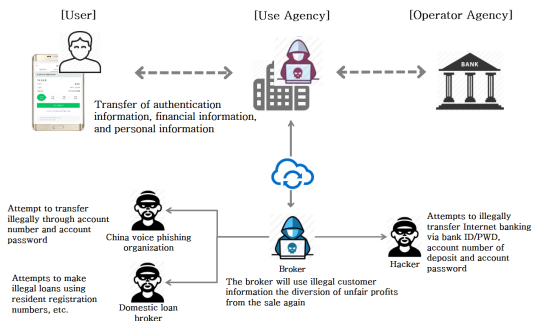 [User]
[Use Agency]
[Operator Agency]
BANK
Transfer of authentication
information, financial information,
and personal information
Attempt to transfer
illegally through account
number and account
password
China voice phishing
organization
Attempts to make
illegal loans using
resident registration
numbers, etc.
Domestic loan
broker
Broker
The broker will use illegal customer
information the diversion of unfair profits
from the sale again
Hacker
Attempts to illegally
transfer Internet banking
via bank ID/PWD,
account number of
deposit and account
password